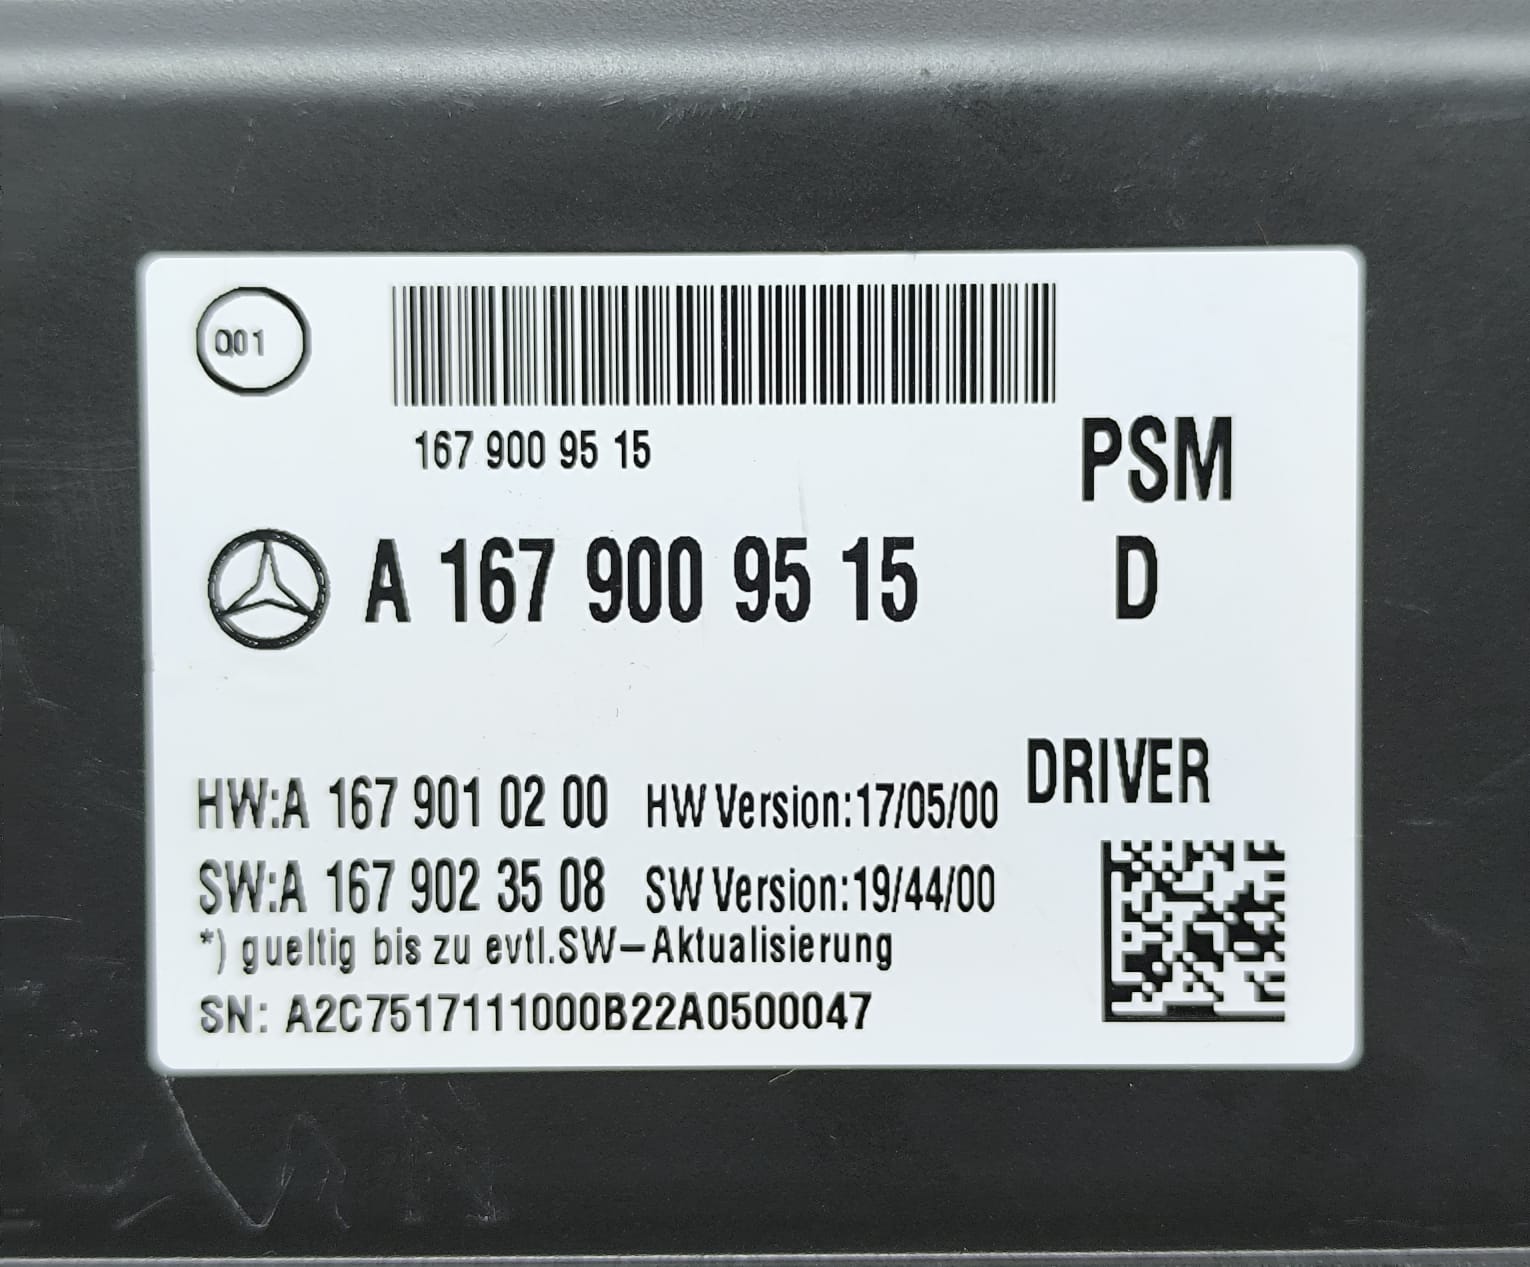 Q01
167 900 95 15
PSM
A 167 900 95 15
D
DRIVER
HW:A 167 901 02 00 HW Version:17/05/00
SW:A 167 902 35 08 SW Version:19/44/00
*) gueltig bis zu evtl.SW-Aktualisierung
SN: A2C7517111000B22A0500047